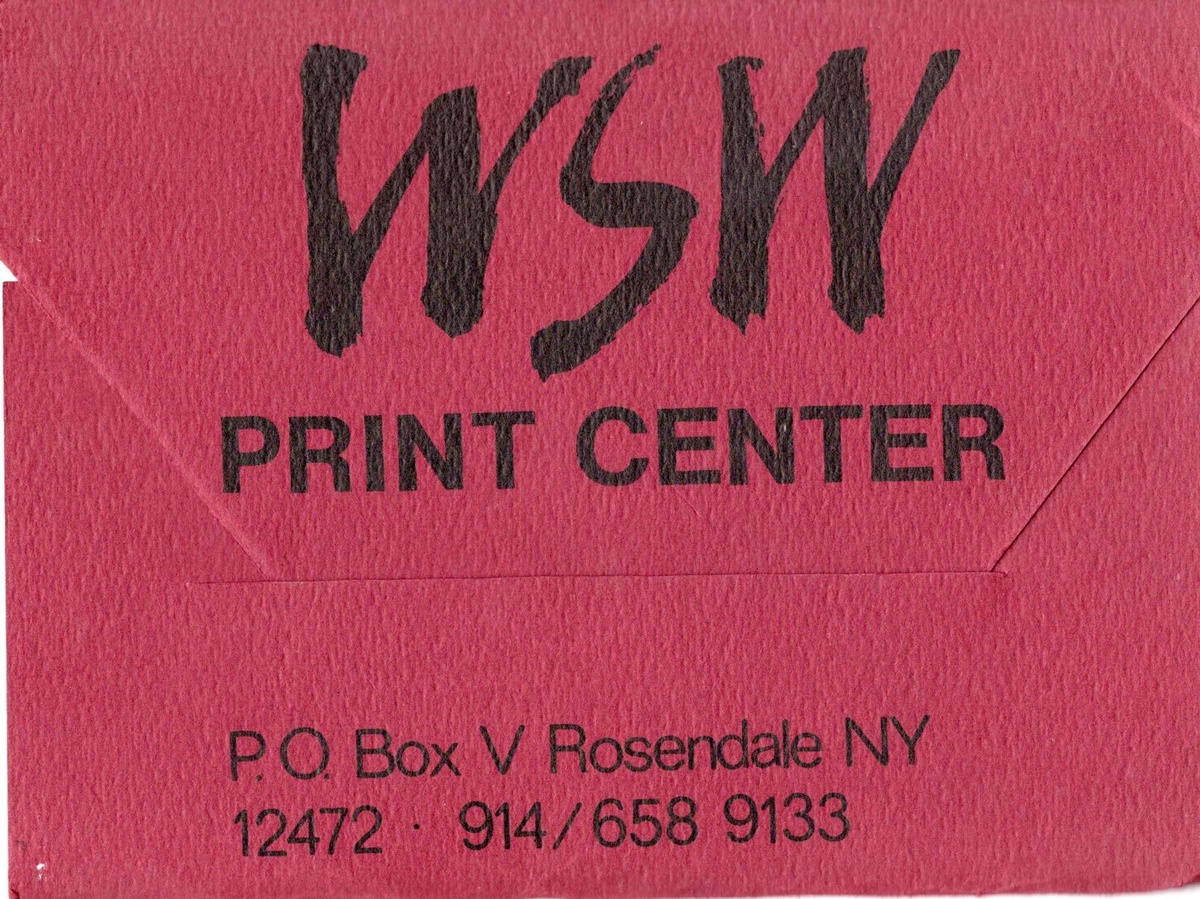 WSW
PRINT CENTER
P.O. Box V Rosendale NY
12472 · 914/658 9133